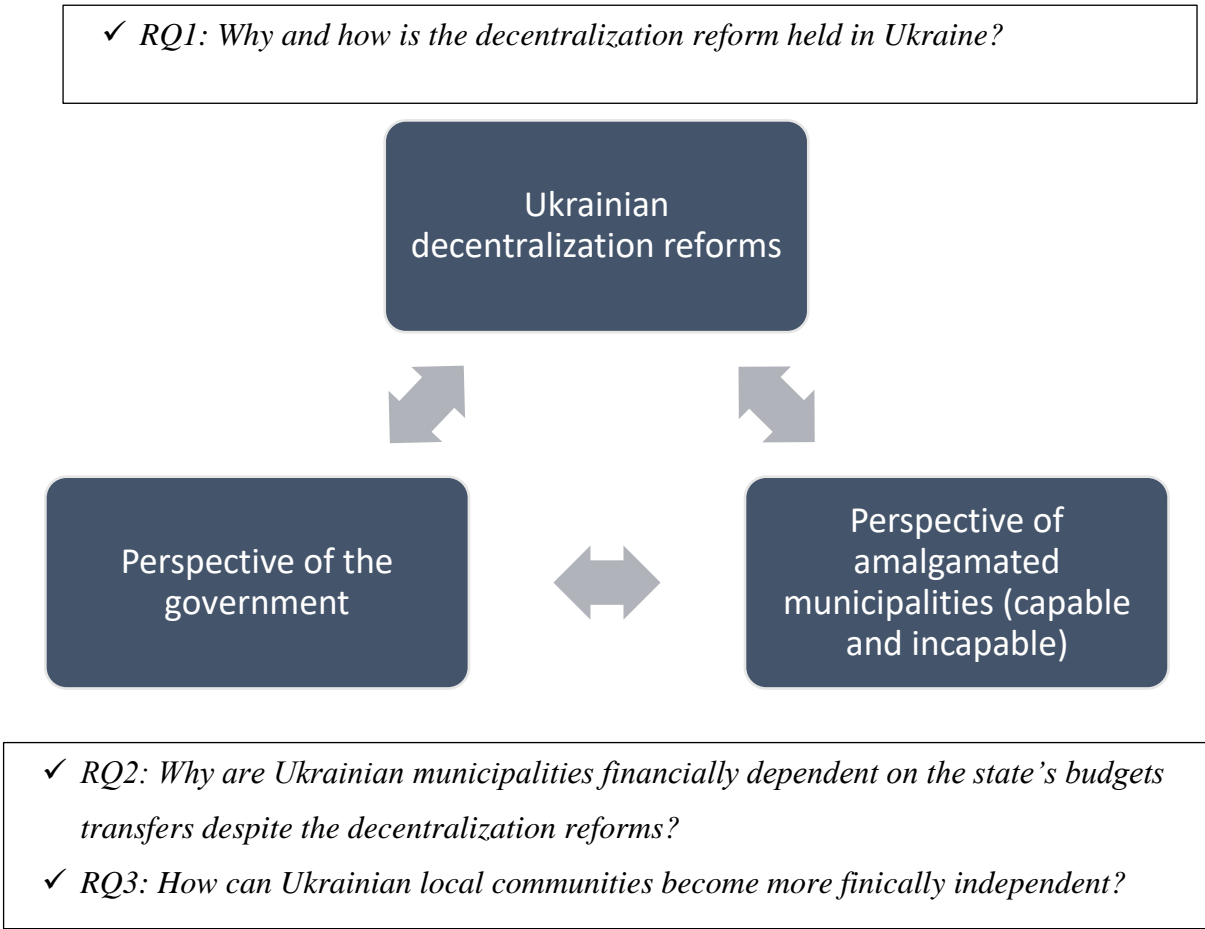 ✓ RQ1: Why and how is the decentralization reform held in Ukraine?
Ukrainian
decentralization reforms
Perspective of the
government
Perspective of
amalgamated
municipalities (capable
and incapable)
✓ RQ2: Why are Ukrainian municipalities financially dependent on the state’s budgets
transfers despite the decentralization reforms?
✓ RQ3: How can Ukrainian local communities become more finically independent?